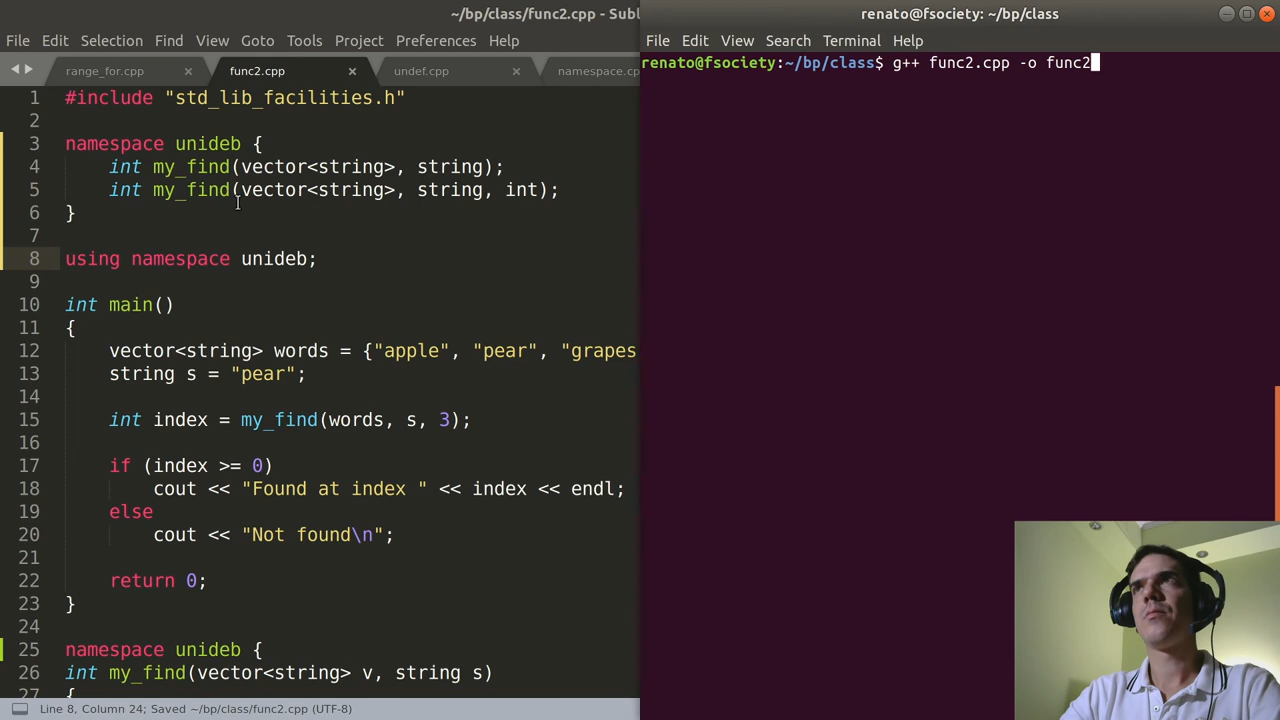 ~/bp/class/func2.cpp - Subl
File Edit Selection Find View Goto Tools Project Preferences Help
range_for.cpp × func2.cpp × undef.cpp × namespace.cp
1 #include "std_lib_facilities.h"
2
3 namespace unideb {
4 int my_find(vector<string>, string);
5 int my_find(vector<string>, string, int);
6 }
7
8 using namespace unideb;
9
10 int main()
11 {
12 vector<string> words = {"apple", "pear", "grapes
13 string s = "pear";
14
15 int index = my_find(words, s, 3);
16
17 if (index >= 0)
18 cout << "Found at index " << index << endl;
19 else
20 cout << "Not found\n";
21
22 return 0;
23 }
24
25 namespace unideb {
26 int my_find(vector<string> v, string s)
27 {
Line 8, Column 24; Saved ~/bp/class/func2.cpp (UTF-8)
renato@fsociety: ~/bp/class
File Edit View Search Terminal Help
renato@fsociety:~/bp/class$ g++ func2.cpp -o func2